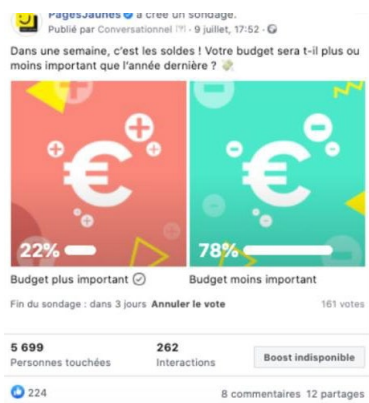 PagesJaunes a créé un sondage.
Publié par Conversationnel [?] · 9 juillet, 17:52 ·
Dans une semaine, c'est les soldes ! Votre budget sera t-il plus ou
moins important que l'année dernière ? 💸
€
€
22%
78%
Budget plus important
Budget moins important
Fin du sondage : dans 3 jours Annuler le vote
161 votes
5 699
Personnes touchées
262
Interactions
Boost indisponible
224
8 commentaires 12 partages